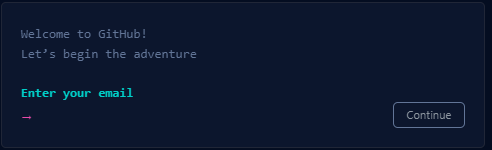 Welcome to GitHub!
Let’s begin the adventure
Enter your email
→
Continue